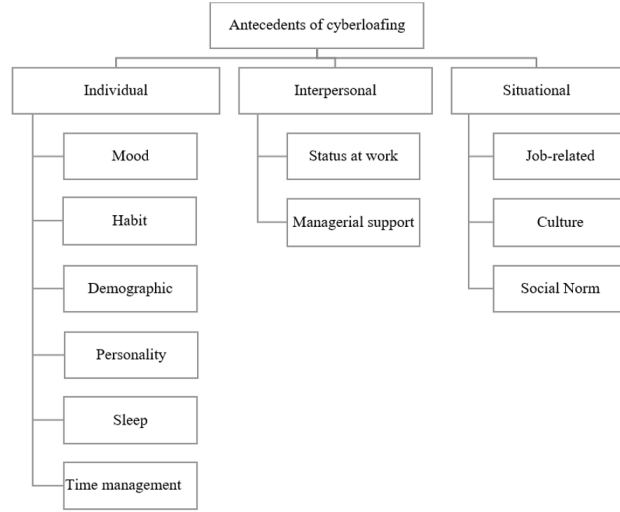 Antecedents of cyberloafing
Individual
Interpersonal
Situational
Mood
Status at work
Job-related
Habit
Managerial support
Culture
Demographic
Social Norm
Personality
Sleep
Time management